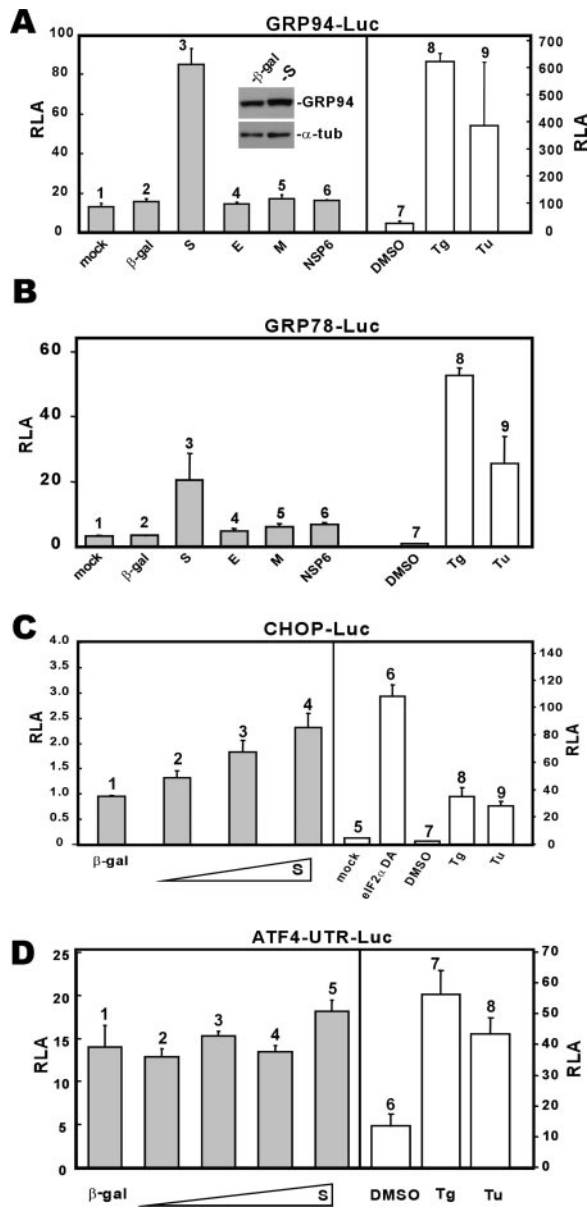 A
GRP94-Luc
RLA
100
80
60
40
20
0
1
2
3
4
5
6
-β-gal
-S
-GRP94
-α-tub
7
8
9
700
600
500
400
300
200
100
0
RLA
mock
β-gal
S
E
M
NSP6
DMSO
Tg
Tu
B
GRP78-Luc
RLA
60
40
20
0
1
2
3
4
5
6
7
8
9
mock
β-gal
S
E
M
NSP6
DMSO
Tg
Tu
C
CHOP-Luc
RLA
4.0
3.5
3.0
2.5
2.0
1.5
1.0
0.5
0
1
2
3
4
5
6
7
8
9
140
120
100
80
60
40
20
0
RLA
β-gal
S
mock
eIF2α DA
DMSO
Tg
Tu
D
ATF4-UTR-Luc
RLA
25
20
15
10
5
0
1
2
3
4
5
6
7
8
70
60
50
40
30
20
10
0
RLA
β-gal
S
DMSO
Tg
Tu